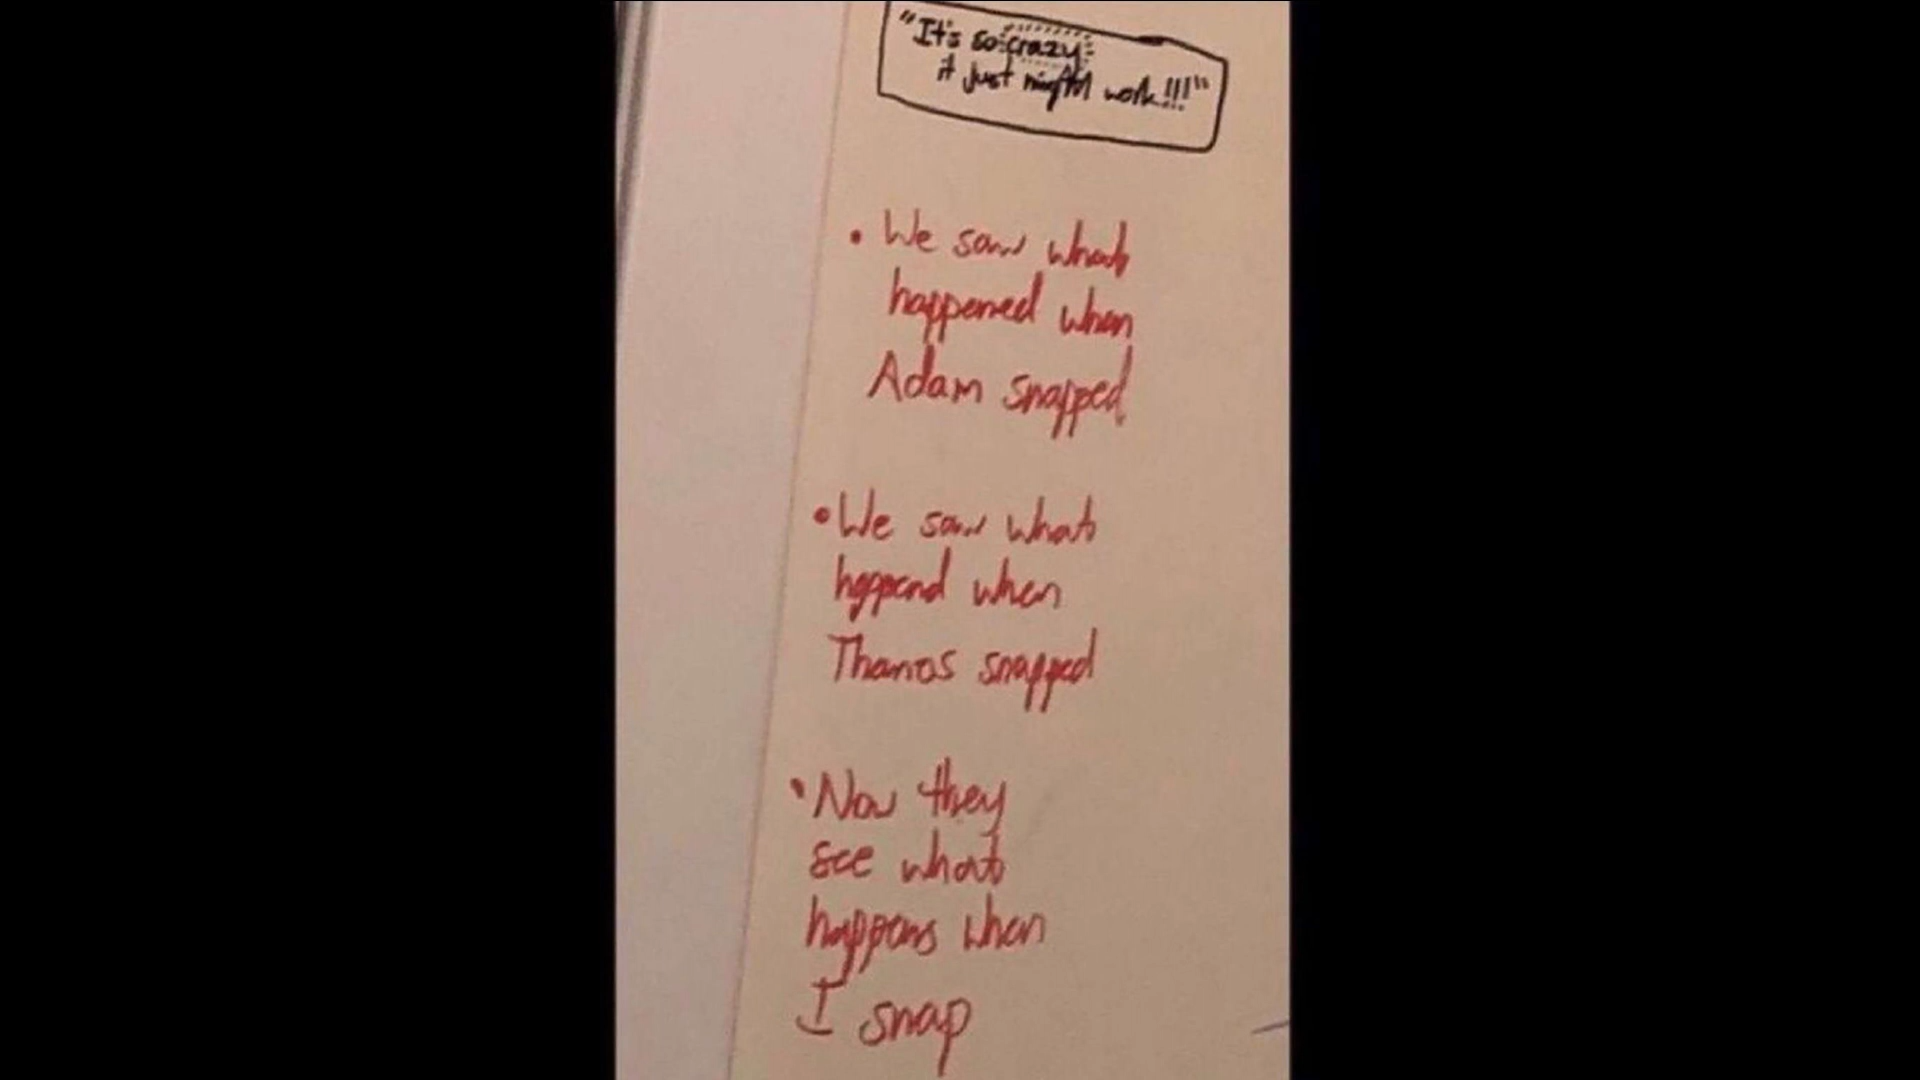 "It's so crazy
it just might work!!!"
• We saw what
happened when
Adam snapped
• We saw what
happend when
Thanos snapped
• Now they
see what
happens when
I snap